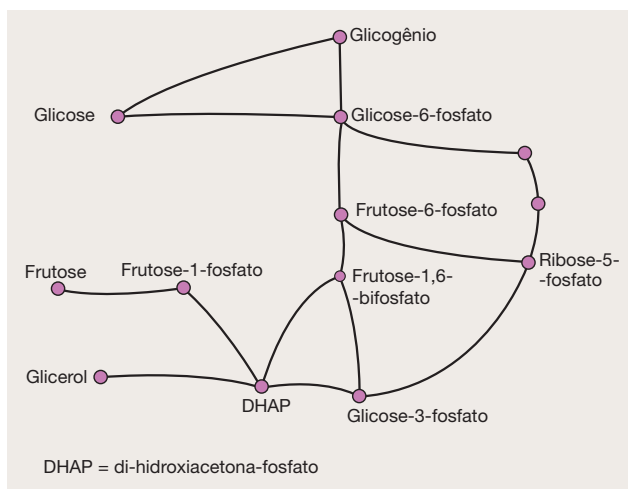 Glicogênio
Glicose
Glicose-6-fosfato
Frutose-6-fosfato
Ribose-5-
-fosfato
Frutose
Frutose-1-fosfato
Frutose-1,6-
-bifosfato
Glicerol
DHAP
Glicose-3-fosfato
DHAP = di-hidroxiacetona-fosfato